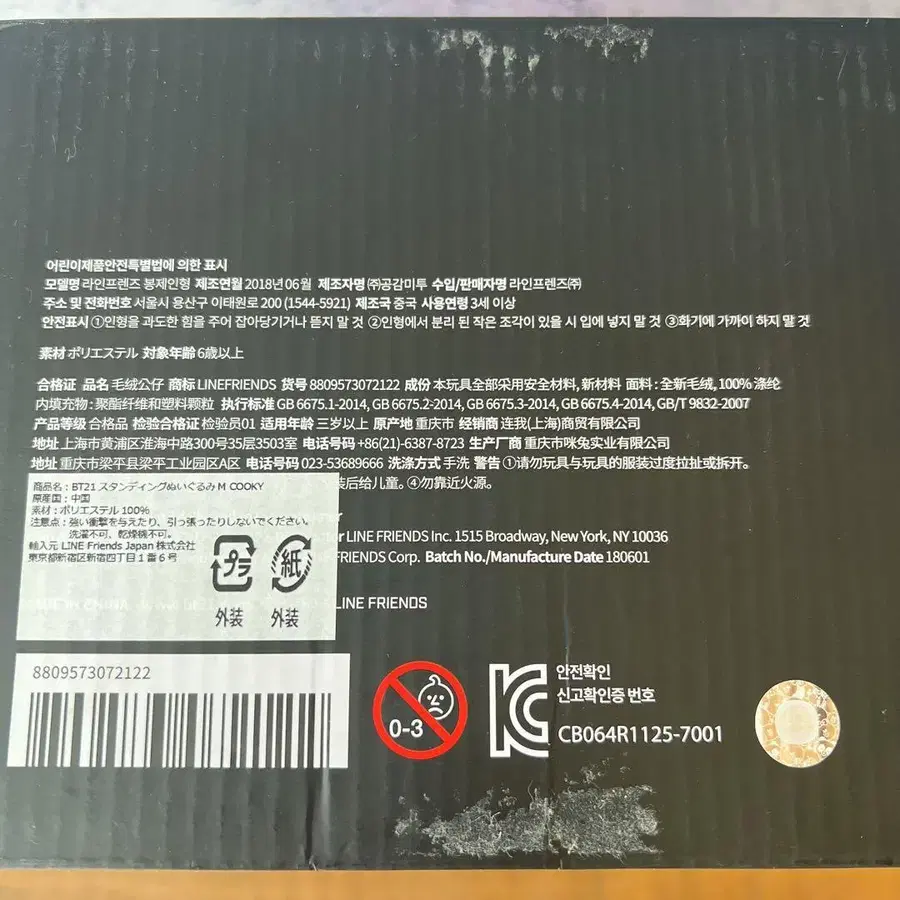 어린이제품안전특별법에 의한 표시
모델명 라인프렌즈 봉제인형 제조연월 2018년 06월 제조자명 ㈜공감미투 수입/판매자명 라인프렌즈㈜
주소 및 전화번호 서울시 용산구 이태원로 200 (1544-5921) 제조국 중국 사용연령 3세 이상
안전표시 ①인형을 과도한 힘을 주어 잡아당기거나 뜯지 말 것 ②인형에서 분리 된 작은 조각이 있을 시 입에 넣지 말 것 ③화기에 가까이 하지 말 것
素材 ポリエステル 対象年齢 6歳以上
合格证 品名 毛绒公仔 商标 LINEFRIENDS 货号 8809573072122 成份 本玩具全部采用安全材料, 新材料 面料 : 全新毛绒, 100% 涤纶
内填充物 : 聚酯纤维和塑料颗粒 执行标准 GB 6675.1-2014, GB 6675.2-2014, GB 6675.3-2014, GB 6675.4-2014, GB/T 9832-2007
产品等级 合格品 检验合格证 检验员01 适用年龄 三岁以上 原产地 重庆市 经销商 连我(上海)商贸有限公司
地址 上海市黄浦区淮海中路300号35层3503室 电话号码 +86(21)-6387-8723 生产厂商 重庆市咪兔实业有限公司
地址 重庆市梁平县梁平工业园区A区 电话号码 023-53689666 洗涤方式 手洗 警告 ①请勿玩具与玩具的服装过度拉扯或拆开。
装后给儿童。④勿靠近火源。
商品名 : BT21 スタンディングぬいぐるみ M COOKY
原産国 : 中国
素材 : ポリエステル 100%
注意点 : 強い衝撃を与えたり、引っ張ったりしないでください。
洗濯不可、乾燥機不可。
輸入元 LINE Friends Japan 株式会社
東京都新宿区新宿四丁目1番6号
プラ 紙
外装 外装
LINE FRIENDS Inc. 1515 Broadway, New York, NY 10036
FRIENDS Corp. Batch No./Manufacture Date 180601
LINE FRIENDS
8809573072122
0-3
안전확인
신고확인증 번호
CB064R1125-7001